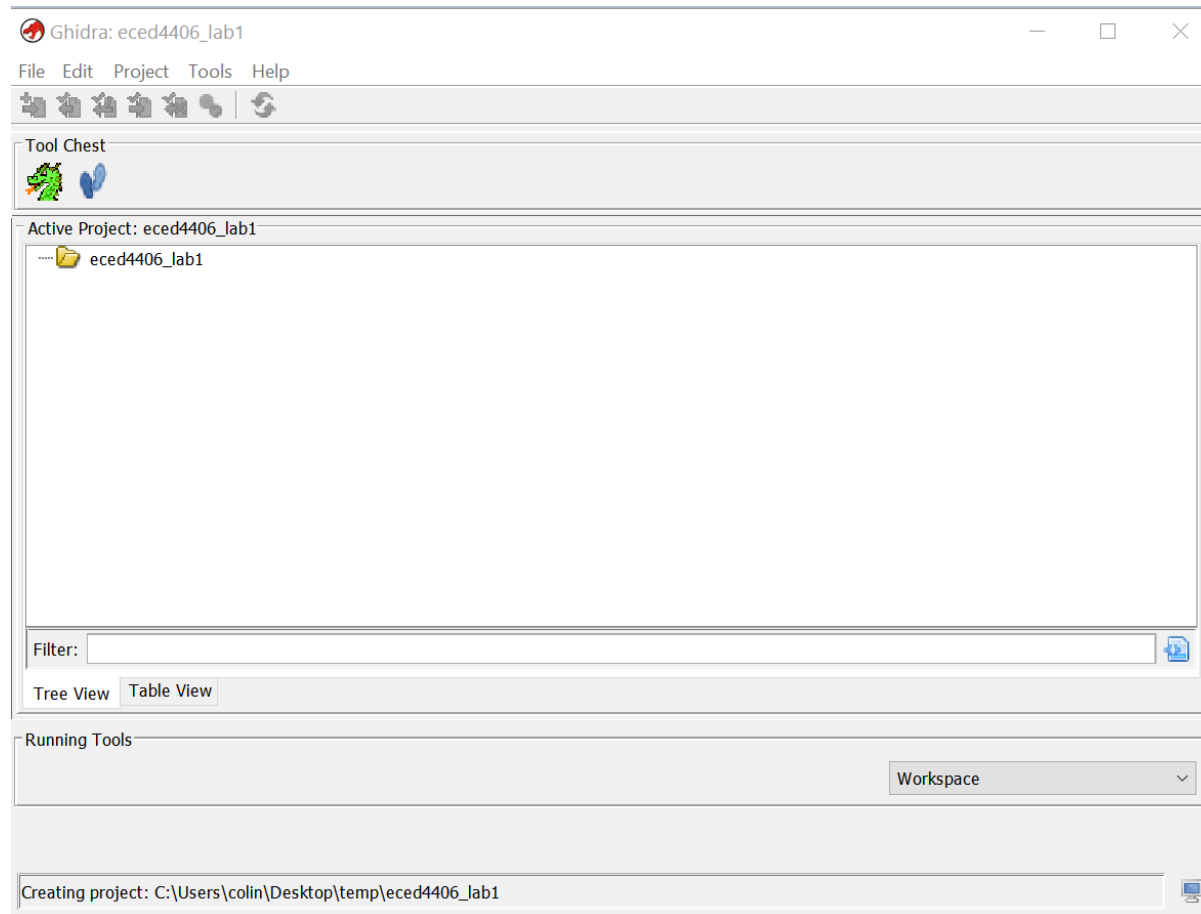 Ghidra: eced4406_lab1
File Edit Project Tools Help
Tool Chest
Active Project: eced4406_lab1
eced4406_lab1
Filter:
Tree View Table View
Running Tools
Workspace
Creating project: C:\Users\colin\Desktop\temp\eced4406_lab1